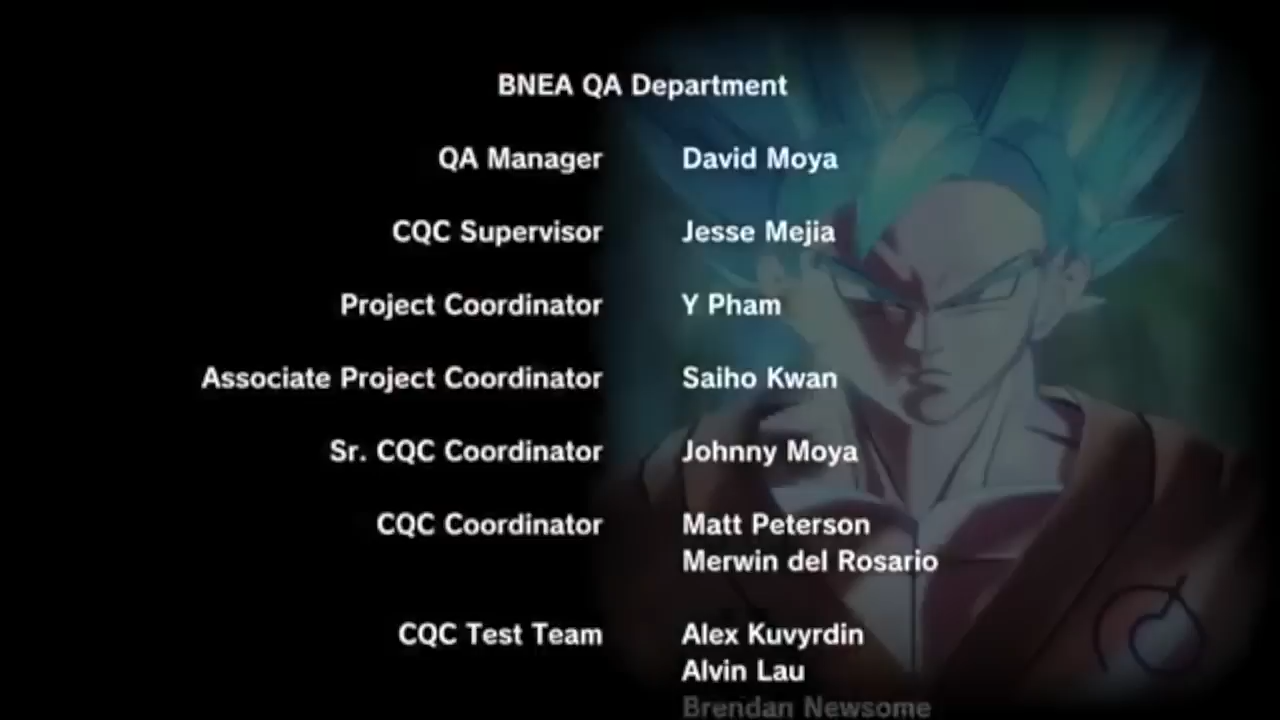 BNEA QA Department
QA Manager David Moya
CQC Supervisor Jesse Mejia
Project Coordinator Y Pham
Associate Project Coordinator Saiho Kwan
Sr. CQC Coordinator Johnny Moya
CQC Coordinator Matt Peterson
Merwin del Rosario
CQC Test Team Alex Kuvyrdin
Alvin Lau
Brendan Newsome